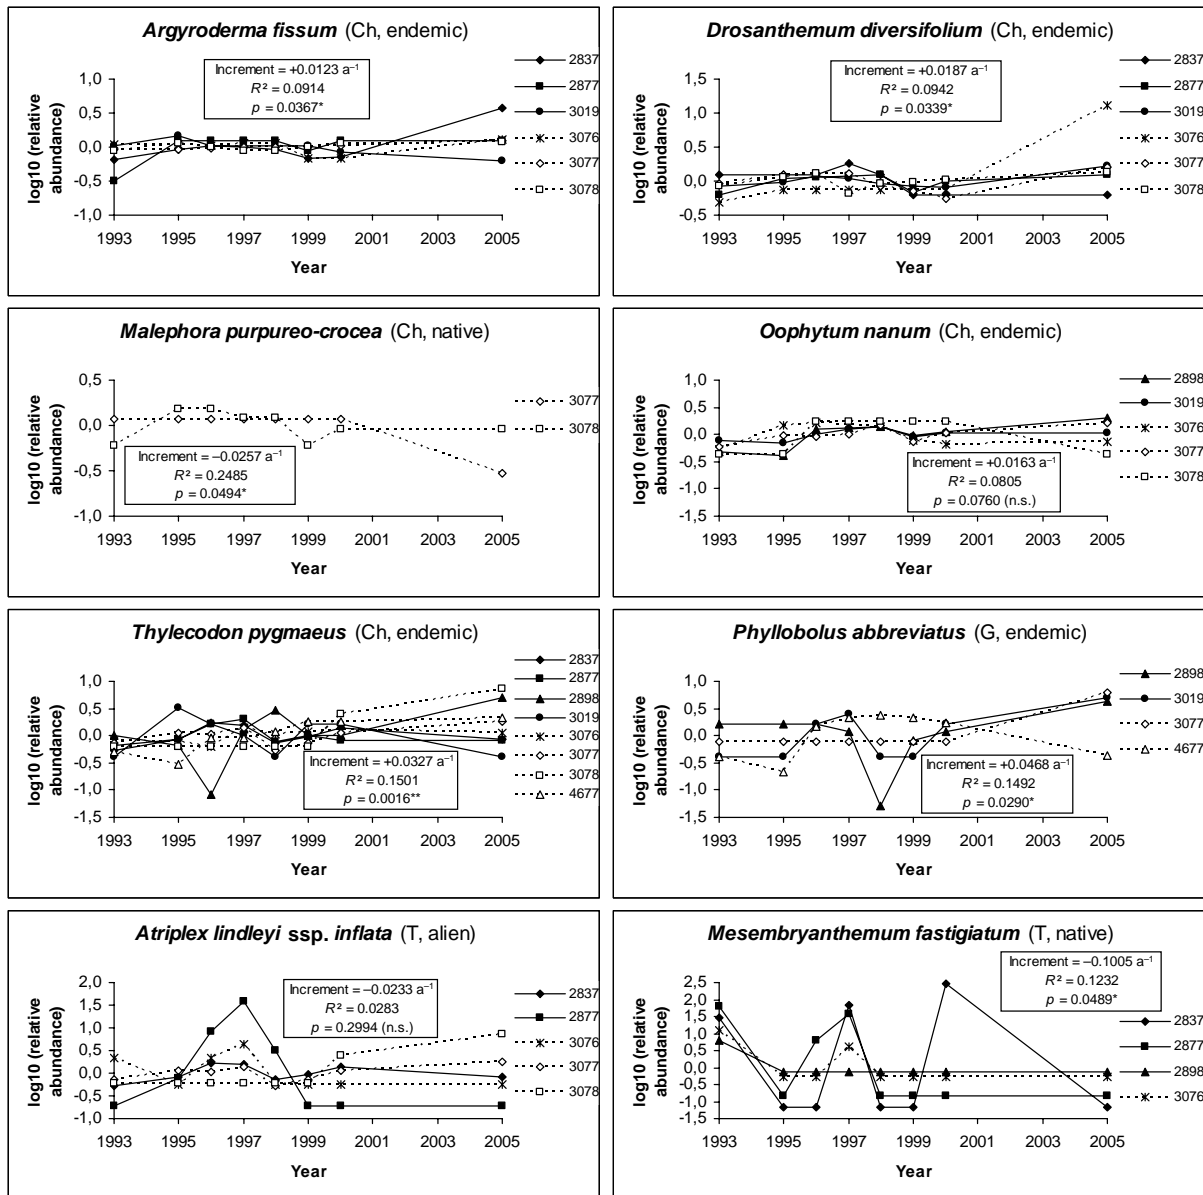 Argyroderma fissum (Ch, endemic)
Increment = +0.0123 a⁻¹
R² = 0.0914
p = 0.0367*
log10 (relative
abundance)
1,0
0,5
0,0
-0,5
-1,0
1993 1995 1997 1999 2001 2003 2005
Year
2837
2877
3019
3076
3077
3078
Drosanthemum diversifolium (Ch, endemic)
Increment = +0.0187 a⁻¹
R² = 0.0942
p = 0.0339*
log10 (relative
abundance)
1,5
1,0
0,5
0,0
-0,5
1993 1995 1997 1999 2001 2003 2005
Year
2837
2877
3019
3076
3077
3078
Malephora purpureo-crocea (Ch, native)
log10 (relative
abundance)
0,5
0,0
-0,5
-1,0
Increment = –0.0257 a⁻¹
R² = 0.2485
p = 0.0494*
1993 1995 1997 1999 2001 2003 2005
Year
3077
3078
Oophytum nanum (Ch, endemic)
log10 (relative
abundance)
1,0
0,5
0,0
-0,5
-1,0
-1,5
Increment = +0.0163 a⁻¹
R² = 0.0805
p = 0.0760 (n.s.)
1993 1995 1997 1999 2001 2003 2005
Year
2898
3019
3076
3077
3078
Thylecodon pygmaeus (Ch, endemic)
log10 (relative
abundance)
1,0
0,5
0,0
-0,5
-1,0
-1,5
Increment = +0.0327 a⁻¹
R² = 0.1501
p = 0.0016**
1993 1995 1997 1999 2001 2003 2005
Year
2837
2877
2898
3019
3076
3077
3078
4677
Phyllobolus abbreviatus (G, endemic)
log10 (relative
abundance)
1,0
0,5
0,0
-0,5
-1,0
-1,5
Increment = +0.0468 a⁻¹
R² = 0.1492
p = 0.0290*
1993 1995 1997 1999 2001 2003 2005
Year
2898
3019
3077
4677
Atriplex lindleyi ssp. inflata (T, alien)
Increment = –0.0233 a⁻¹
R² = 0.0283
p = 0.2994 (n.s.)
log10 (relative
abundance)
2,0
1,5
1,0
0,5
0,0
-0,5
-1,0
1993 1995 1997 1999 2001 2003 2005
Year
2837
2877
3076
3077
3078
Mesembryanthemum fastigiatum (T, native)
Increment = –0.1005 a⁻¹
R² = 0.1232
p = 0.0489*
log10 (relative
abundance)
2,5
2,0
1,5
1,0
0,5
0,0
-0,5
-1,0
-1,5
1993 1995 1997 1999 2001 2003 2005
Year
2837
2877
2898
3076